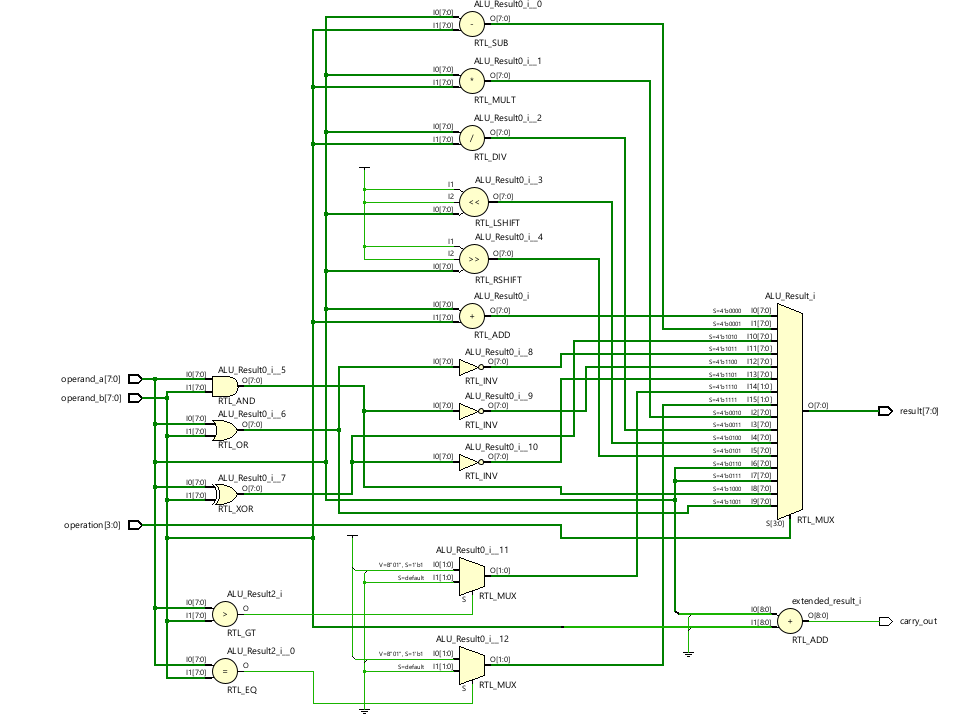 ALU_Result0_i__0
I0[7:0]
I1[7:0]
-
O[7:0]
RTL_SUB
ALU_Result0_i__1
I0[7:0]
I1[7:0]
*
O[7:0]
RTL_MULT
ALU_Result0_i__2
I0[7:0]
I1[7:0]
/
O[7:0]
RTL_DIV
ALU_Result0_i__3
I1
I2
I0[7:0]
<<
O[7:0]
RTL_LSHIFT
ALU_Result0_i__4
I1
I2
I0[7:0]
>>
O[7:0]
RTL_RSHIFT
ALU_Result0_i
I0[7:0]
I1[7:0]
+
O[7:0]
RTL_ADD
ALU_Result0_i__8
I0[7:0]
O[7:0]
RTL_INV
ALU_Result0_i__9
I0[7:0]
O[7:0]
RTL_INV
ALU_Result0_i__10
I0[7:0]
O[7:0]
RTL_INV
operand_a[7:0]
operand_b[7:0]
operation[3:0]
ALU_Result0_i__5
I0[7:0]
I1[7:0]
O[7:0]
RTL_AND
ALU_Result0_i__6
I0[7:0]
I1[7:0]
O[7:0]
RTL_OR
ALU_Result0_i__7
I0[7:0]
I1[7:0]
O[7:0]
RTL_XOR
ALU_Result_i
S=4'b0000 I0[7:0]
S=4'b0001 I1[7:0]
S=4'b1010 I10[7:0]
S=4'b1011 I11[7:0]
S=4'b1100 I12[7:0]
S=4'b1101 I13[7:0]
S=4'b1110 I14[1:0]
S=4'b1111 I15[1:0]
S=4'b0010 I2[7:0]
S=4'b0011 I3[7:0]
S=4'b0100 I4[7:0]
S=4'b0101 I5[7:0]
S=4'b0110 I6[7:0]
S=4'b0111 I7[7:0]
S=4'b1000 I8[7:0]
S=4'b1001 I9[7:0]
O[7:0]
S[3:0]
RTL_MUX
result[7:0]
ALU_Result0_i__11
V=B"01", S=1'b1 I0[1:0]
S=default I1[1:0]
O[1:0]
S
RTL_MUX
ALU_Result2_i
I0[7:0]
I1[7:0]
>
O
RTL_GT
extended_result_i
I0[8:0]
I1[8:0]
+
O[8:0]
RTL_ADD
carry_out
ALU_Result0_i__12
V=B"01", S=1'b1 I0[1:0]
S=default I1[1:0]
O[1:0]
S
RTL_MUX
ALU_Result2_i__0
I0[7:0]
I1[7:0]
=
O
RTL_EQ